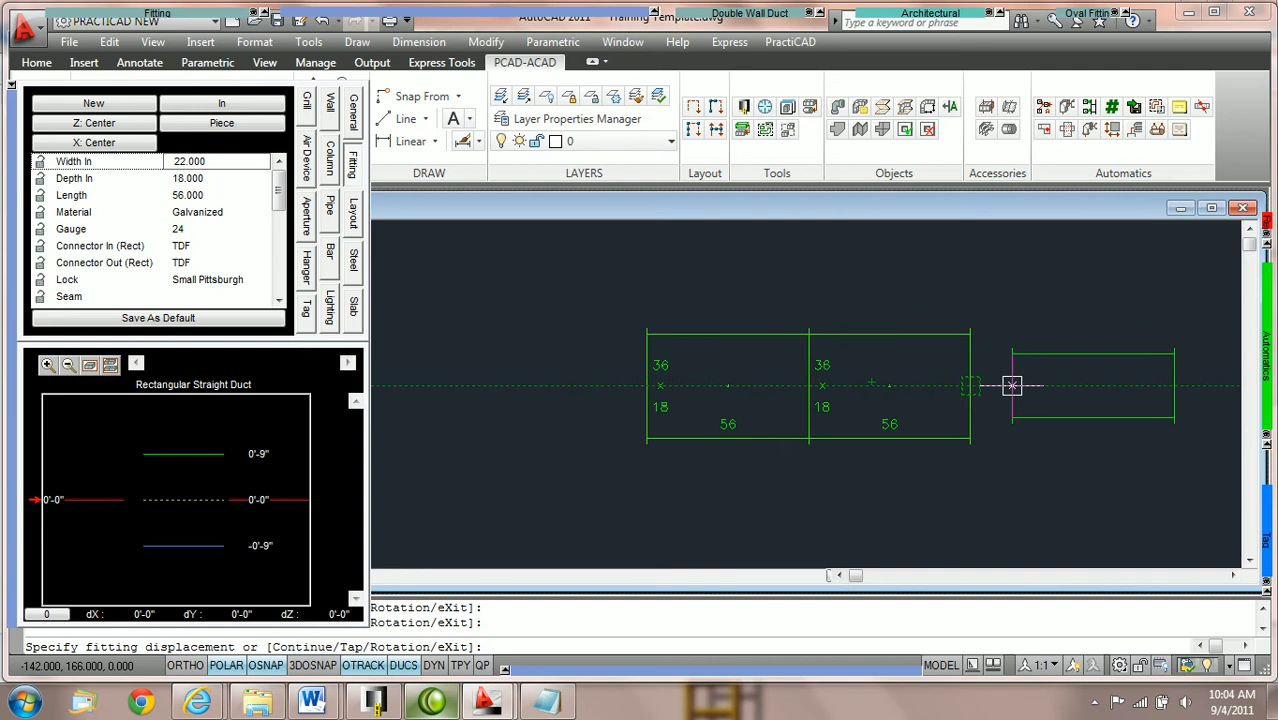 Fitting
Double Wall Duct
Architectural
Oval Fittin
PRACTICAD NEW
AutoCAD 2011
Training Template.dwg
Type a keyword or phrase
File Edit View Insert Format Tools Draw Dimension Modify Parametric Window Help Express PractiCAD
Home Insert Annotate Parametric View Manage Output Express Tools PCAD-ACAD
Snap From
Line
Linear
A
Layer Properties Manager
0
DRAW LAYERS Layout Tools Objects Accessories Automatics
New In
Z: Center Piece
X: Center
Width In 22.000
Depth In 18.000
Length 56.000
Material Galvanized
Gauge 24
Connector In (Rect) TDF
Connector Out (Rect) TDF
Lock Small Pittsburgh
Seam
Save As Default
Grill
Air Device
Aperture
Hanger
Tag
Wall
Column
Pipe
Bar
Lighting
General
Fitting
Layout
Steel
Slab
Rectangular Straight Duct
0'-9"
0'-0" 0'-0"
-0'-9"
0 dX : 0'-0" dY : 0'-0" dZ : 0'-0"
36 36
18 18
56 56
Automatics
Tag
Rotation/eXit]:
Rotation/eXit]:
Specify fitting displacement or [Continue/Tap/Rotation/eXit]:
-142.000, 166.000, 0.000 ORTHO POLAR OSNAP 3DOSNAP OTRACK DUCS DYN TPY QP MODEL 1:1
10:04 AM
9/4/2011